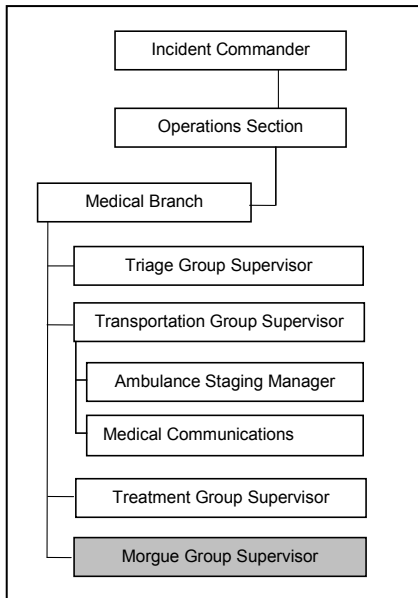 Incident Commander
Operations Section
Medical Branch
Triage Group Supervisor
Transportation Group Supervisor
Ambulance Staging Manager
Medical Communications
Treatment Group Supervisor
Morgue Group Supervisor